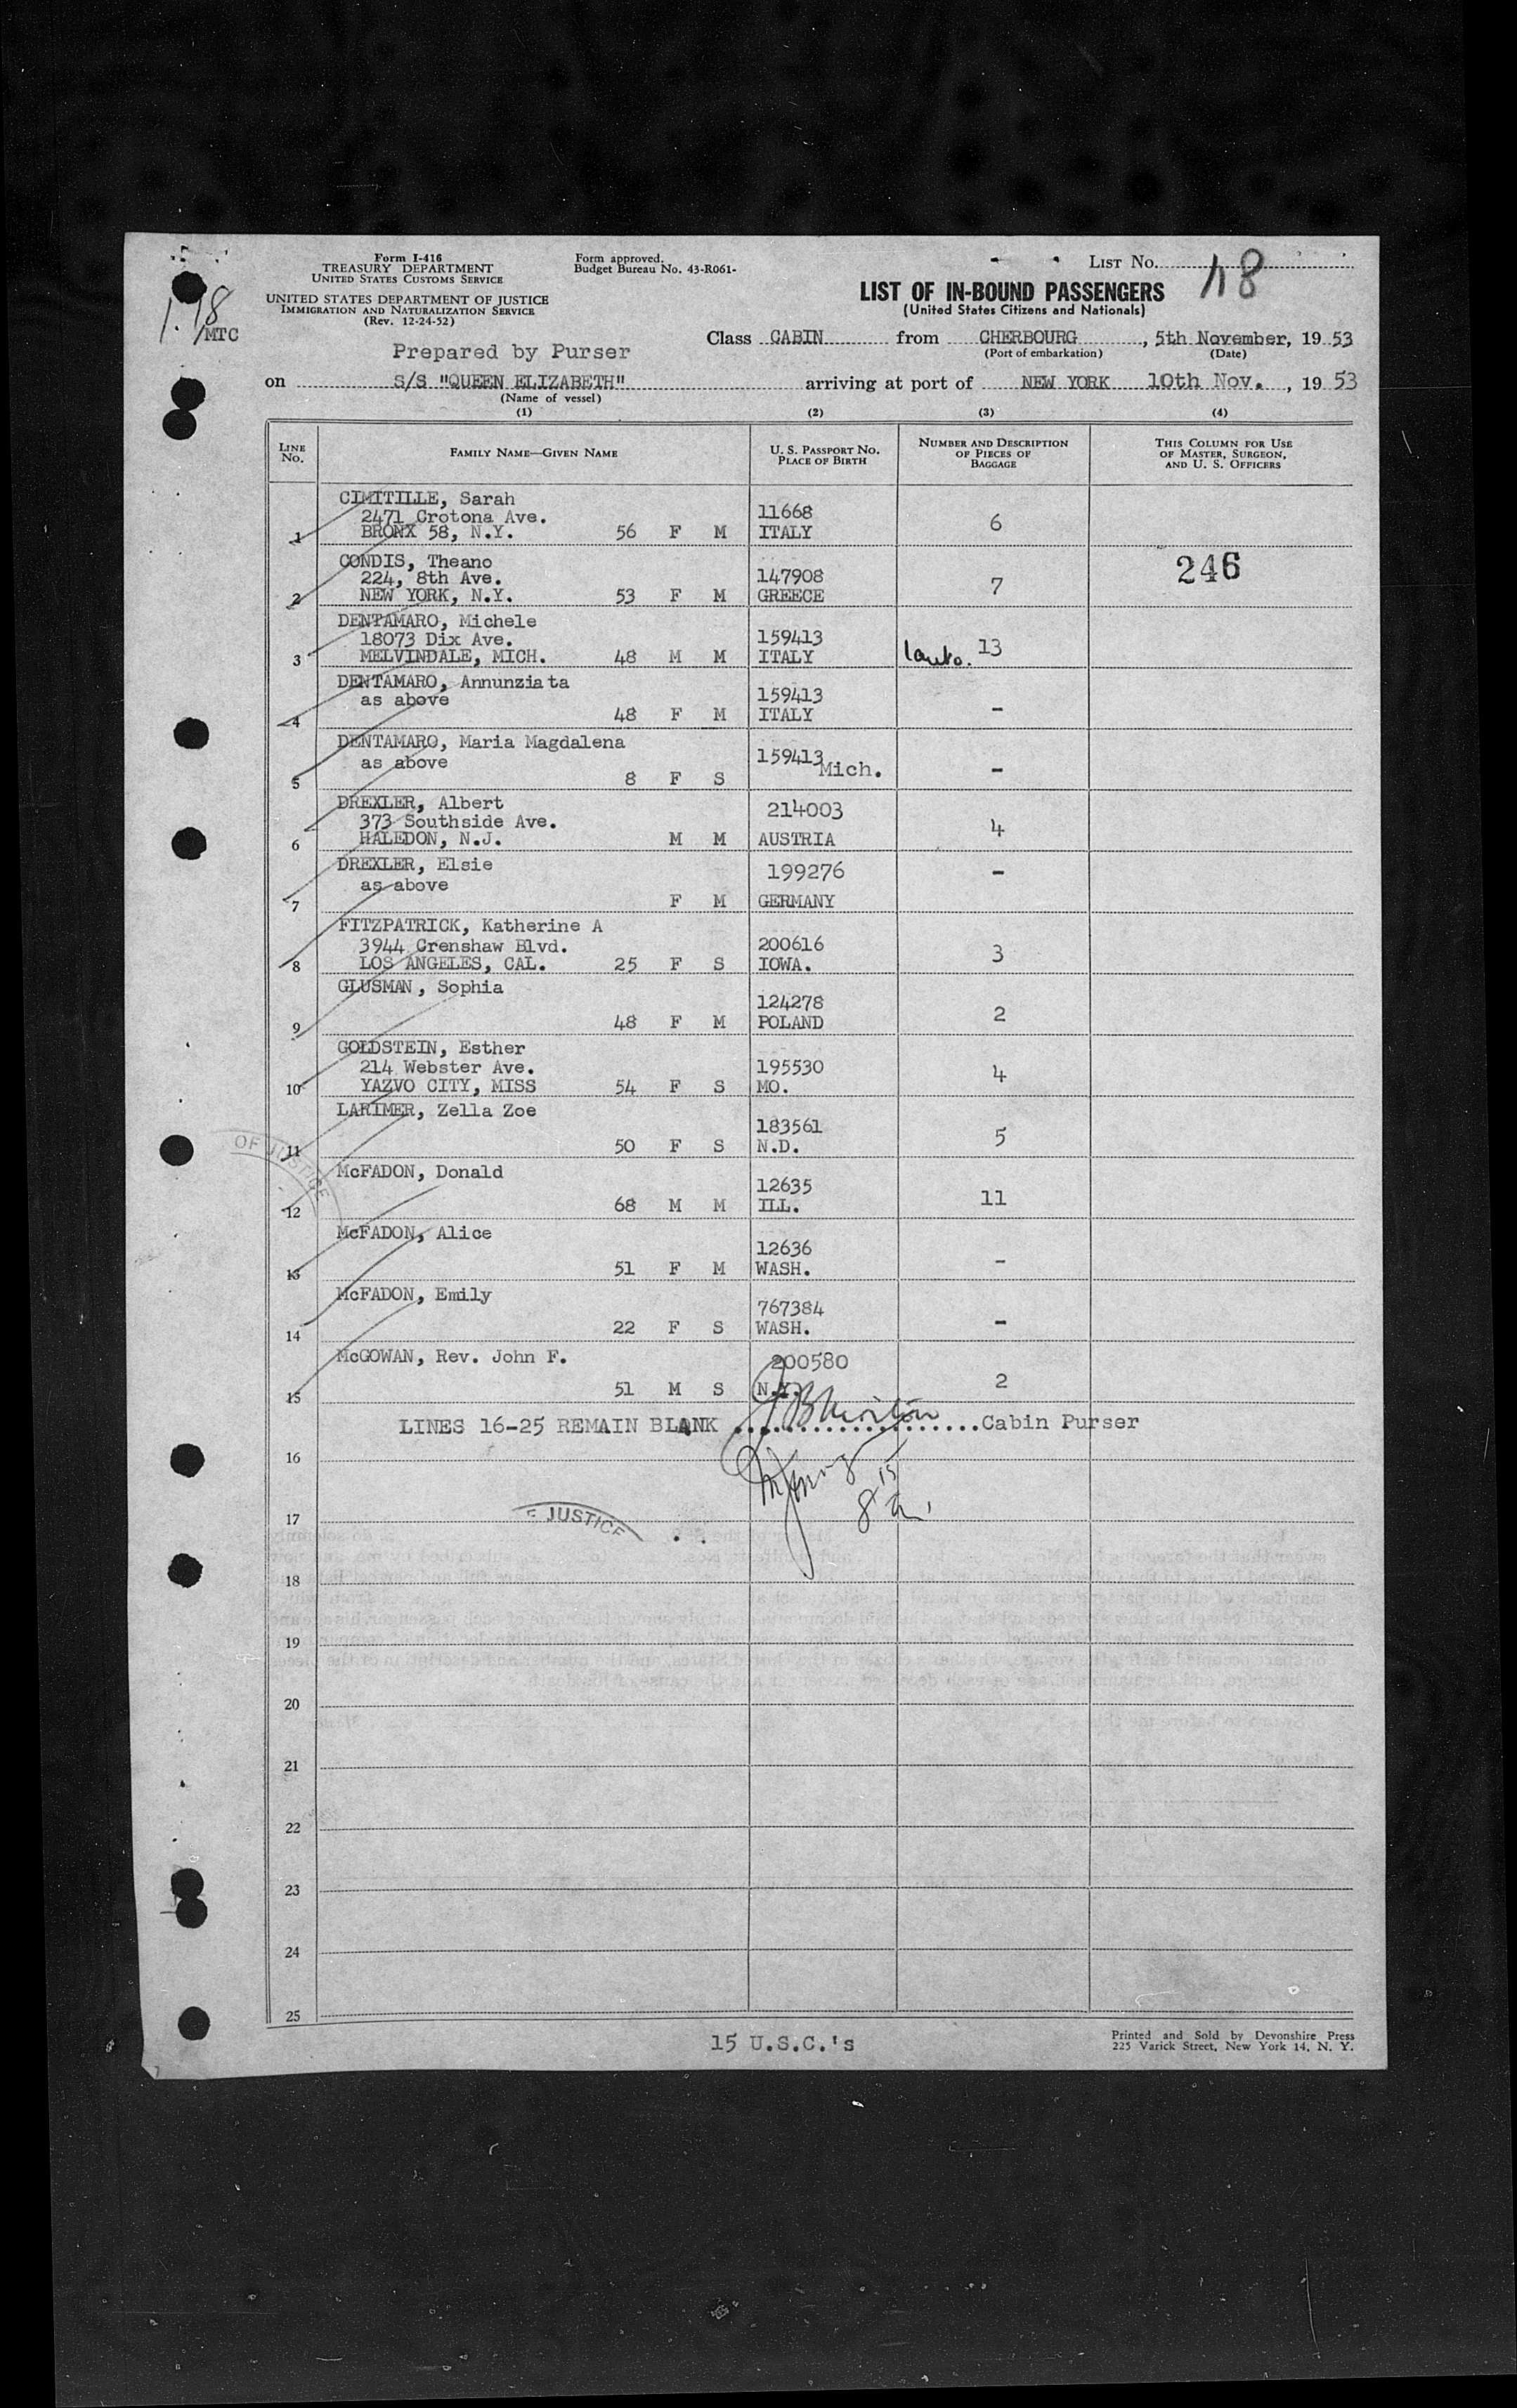 Form I-416
TREASURY DEPARTMENT
UNITED STATES CUSTOMS SERVICE
UNITED STATES DEPARTMENT OF JUSTICE
IMMIGRATION AND NATURALIZATION SERVICE
(Rev. 12-24-52)
Form approved.
Budget Bureau No. 43-R061-
LIST NO. 48
LIST OF IN-BOUND PASSENGERS
(United States Citizens and Nationals)
MTC
Class CABIN from CHERBOURG, 5th November, 1953
(Port of embarkation) (Date)
Prepared by Purser
on S/S "QUEEN ELIZABETH" arriving at port of NEW YORK 10th Nov., 1953
(Name of vessel)
(1) (2) (3) (4)
LINE NO. FAMILY NAME—GIVEN NAME U. S. PASSPORT NO. PLACE OF BIRTH NUMBER AND DESCRIPTION OF PIECES OF BAGGAGE THIS COLUMN FOR USE OF MASTER, SURGEON, AND U. S. OFFICERS
CIMITILLE, Sarah
2471 Crotona Ave. 11668 6
1 BRONX 58, N.Y. 56 F M ITALY
CONDIS, Theano 246
224, 8th Ave. 147908 7
2 NEW YORK, N.Y. 53 F M GREECE
DENTAMARO, Michele
18073 Dix Ave. 159413 1 auto. 13
3 MELVINDALE, MICH. 48 M M ITALY
DENTAMARO, Annunziata
as above 159413 -
4 48 F M ITALY
DENTAMARO, Maria Magdalena
as above 159413 Mich. -
5 8 F S
DREXLER, Albert
373 Southside Ave. 214003 4
6 HALEDON, N.J. M M AUSTRIA
DREXLER, Elsie
as above 199276 -
7 F M GERMANY
FITZPATRICK, Katherine A
3944 Crenshaw Blvd. 200616 3
8 LOS ANGELES, CAL. 25 F S IOWA.
GLUSMAN, Sophia
124278 2
9 48 F M POLAND
GOLDSTEIN, Esther
214 Webster Ave. 195530 4
10 YAZVO CITY, MISS 54 F S MO.
LARIMER, Zella Zoe
183561 5
11 50 F S N.D.
McFADON, Donald
12635 11
12 68 M M ILL.
McFADON, Alice
12636 -
13 51 F M WASH.
McFADON, Emily
767384 -
14 22 F S WASH.
McGOWAN, Rev. John F.
200580 2
15 51 M S N.Y.
LINES 16-25 REMAIN BLANK ....................Cabin Purser
16
17
18
19
20
21
22
23
24
25
OF JUSTICE
JUSTICE
15 U.S.C.'s
Printed and Sold by Devonshire Press
225 Varick Street, New York 14, N. Y.